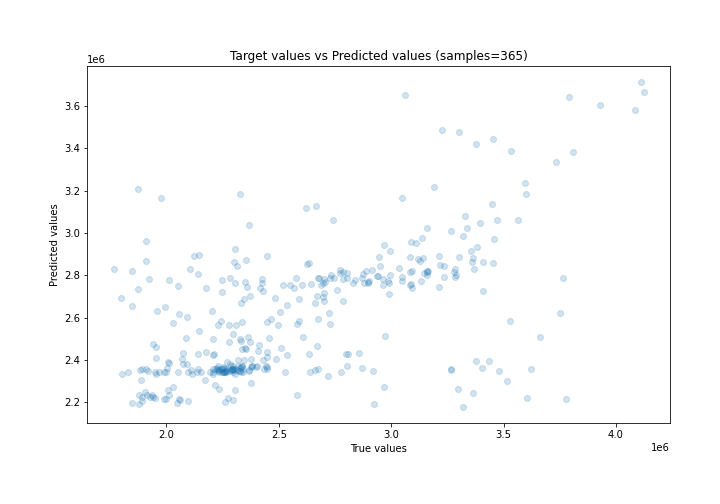 Target values vs Predicted values (samples=365)
1e6
3.6
3.4
3.2
3.0
2.8
2.6
2.4
2.2
Predicted values
2.0 2.5 3.0 3.5 4.0
True values
1e6